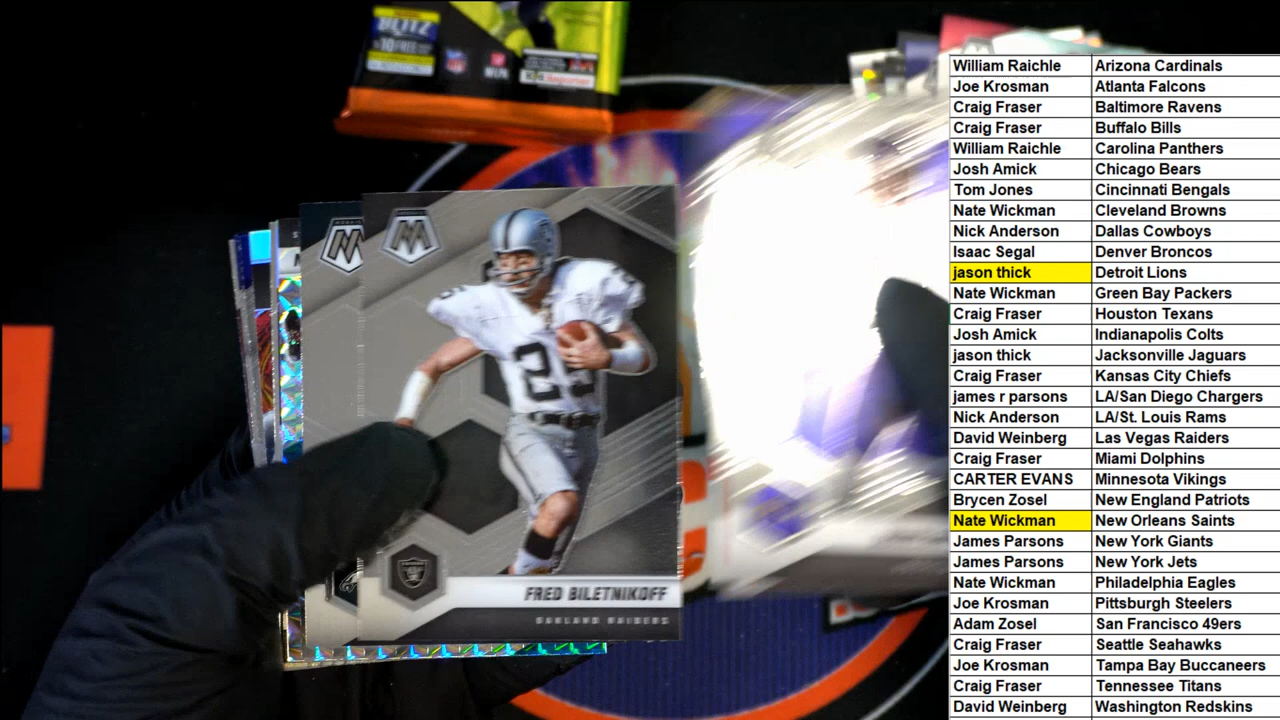 BLITZ
10 FREE
NFLPA
William Raichle Arizona Cardinals
Joe Krosman Atlanta Falcons
Craig Fraser Baltimore Ravens
Craig Fraser Buffalo Bills
William Raichle Carolina Panthers
Josh Amick Chicago Bears
Tom Jones Cincinnati Bengals
Nate Wickman Cleveland Browns
Nick Anderson Dallas Cowboys
Isaac Segal Denver Broncos
jason thick Detroit Lions
Nate Wickman Green Bay Packers
Craig Fraser Houston Texans
Josh Amick Indianapolis Colts
jason thick Jacksonville Jaguars
Craig Fraser Kansas City Chiefs
james r parsons LA/San Diego Chargers
Nick Anderson LA/St. Louis Rams
David Weinberg Las Vegas Raiders
Craig Fraser Miami Dolphins
CARTER EVANS Minnesota Vikings
Brycen Zosel New England Patriots
Nate Wickman New Orleans Saints
James Parsons New York Giants
James Parsons New York Jets
Nate Wickman Philadelphia Eagles
Joe Krosman Pittsburgh Steelers
Adam Zosel San Francisco 49ers
Craig Fraser Seattle Seahawks
Joe Krosman Tampa Bay Buccaneers
Craig Fraser Tennessee Titans
David Weinberg Washington Redskins
25
FRED BILETNIKOFF
OAKLAND RAIDERS